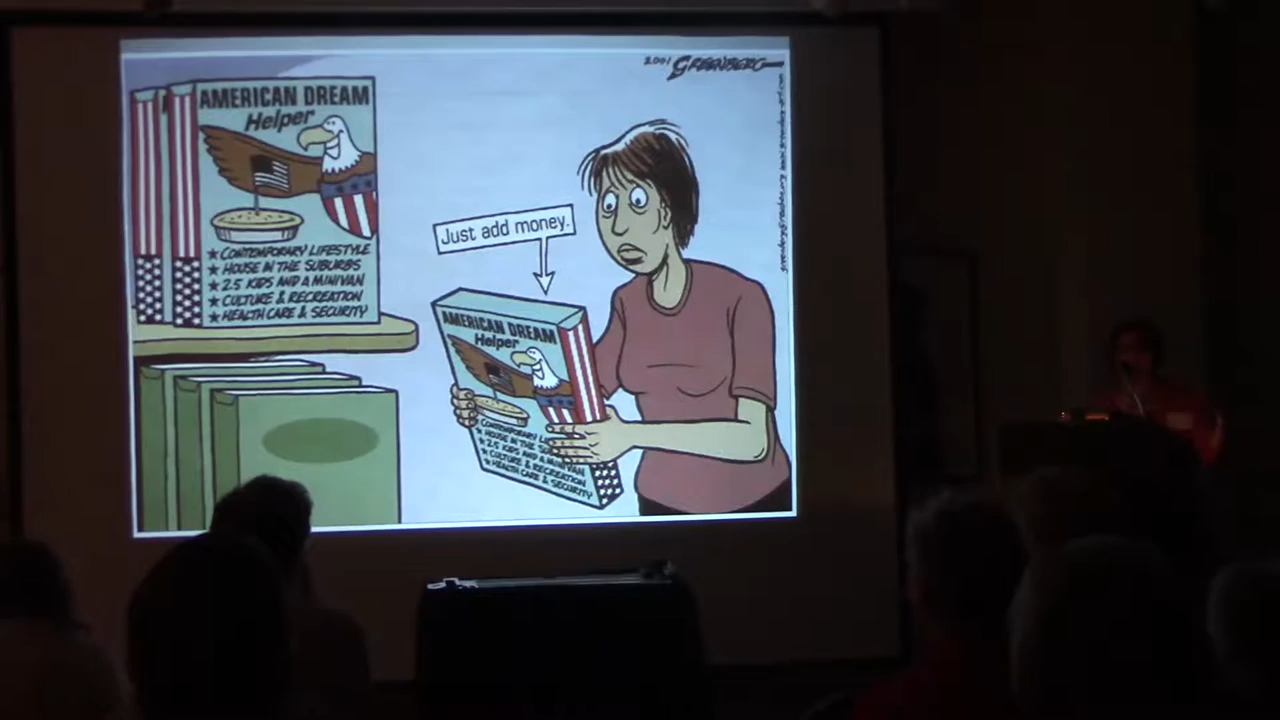 AMERICAN DREAM
Helper
★ CONTEMPORARY LIFESTYLE
★ HOUSE IN THE SUBURBS
★ 2.5 KIDS AND A MINIVAN
★ CULTURE & RECREATION
★ HEALTH CARE & SECURITY
2001 GREENBERG
Just add money.
AMERICAN DREAM
Helper
★ CONTEMPORARY
★ HOUSE IN THE
★ 2.5 KIDS AND A MINIVAN
★ CULTURE & RECREATION
★ HEALTH CARE & SECURITY